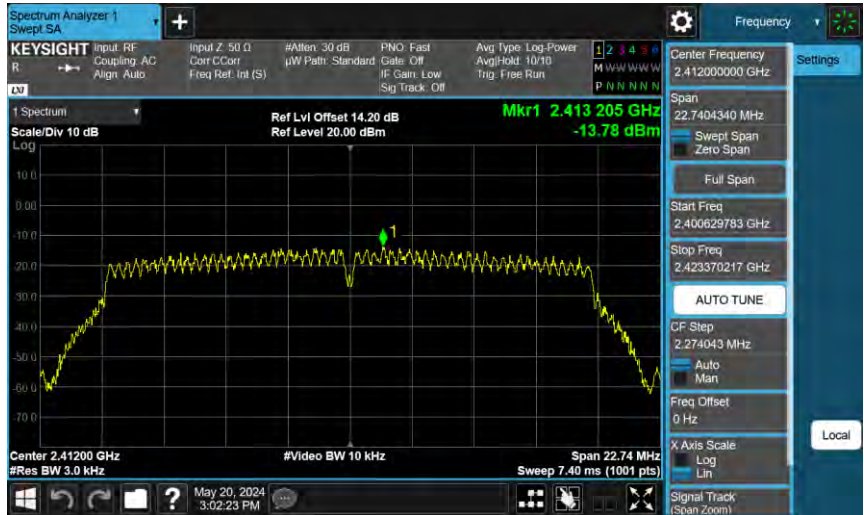 Spectrum Analyzer 1
Swept SA
Frequency
KEYSIGHT
R
LXI
Input: RF
Coupling: AC
Align: Auto
Input Z: 50 Ω
Corr CCorr
Freq Ref: Int (S)
#Atten: 30 dB
µW Path: Standard
PNO: Fast
Gate: Off
IF Gain: Low
Sig Track: Off
Avg Type: Log-Power
Avg|Hold: 10/10
Trig: Free Run
1 2 3 4 5 6
M W W W W W
P N N N N N
1 Spectrum
Scale/Div 10 dB
Ref Lvl Offset 14.20 dB
Ref Level 20.00 dBm
Mkr1 2.413 205 GHz
-13.78 dBm
Log
10.0
0.00
-10.0
-20.0
-30.0
-40.0
-50.0
-60.0
-70.0
1
Center 2.41200 GHz
#Res BW 3.0 kHz
#Video BW 10 kHz
Span 22.74 MHz
Sweep 7.40 ms (1001 pts)
May 20, 2024
3:02:23 PM
Center Frequency
2.412000000 GHz
Span
22.7404340 MHz
Swept Span
Zero Span
Full Span
Start Freq
2.400629783 GHz
Stop Freq
2.423370217 GHz
AUTO TUNE
CF Step
2.274043 MHz
Auto
Man
Freq Offset
0 Hz
X Axis Scale
Log
Lin
Signal Track
(Span Zoom)
Settings
Local